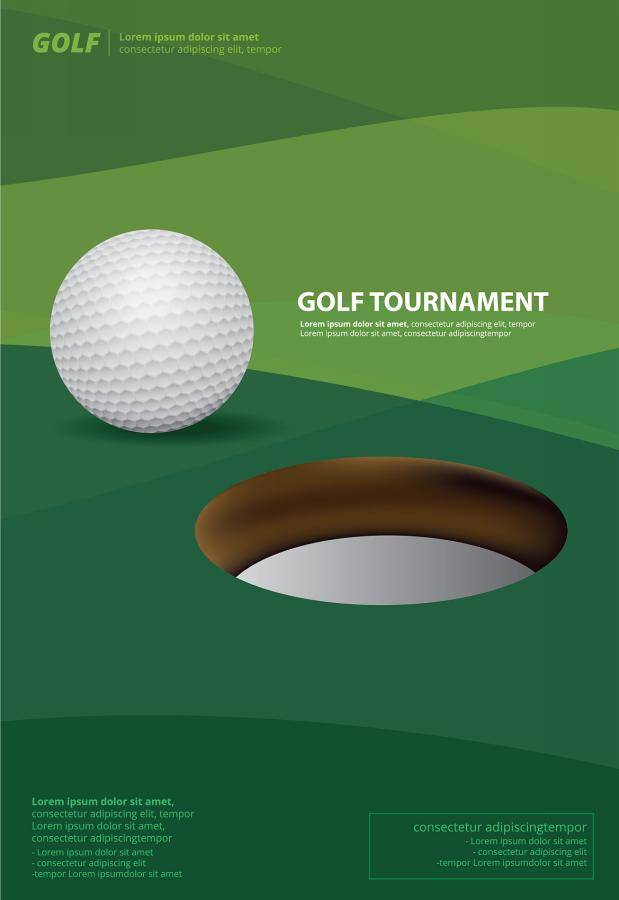 GOLF
Lorem ipsum dolor sit amet
consectetur adipiscing elit, tempor
GOLF TOURNAMENT
Lorem ipsum dolor sit amet, consectetur adipiscing elit, tempor
Lorem ipsum dolor sit amet, consectetur adipiscingtempor
Lorem ipsum dolor sit amet,
consectetur adipiscing elit, tempor
Lorem ipsum dolor sit amet,
consectetur adipiscingtempor
- Lorem ipsum dolor sit amet
- consectetur adipiscing elit
-tempor Lorem ipsumdolor sit amet
consectetur adipiscingtempor
- Lorem ipsum dolor sit amet
- consectetur adipiscing elit
-tempor Lorem ipsumdolor sit amet